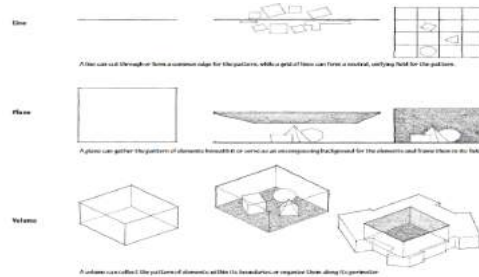 Line
A line can cut through or form a common edge for the pattern, while a grid of lines can form a neutral, unifying field for the pattern.
Plane
A plane can gather the pattern of elements beneath it or serve as an encompassing background for the elements and frame them in its field.
Volume
A volume can collect the pattern of elements within its boundaries or organize them along its perimeter.